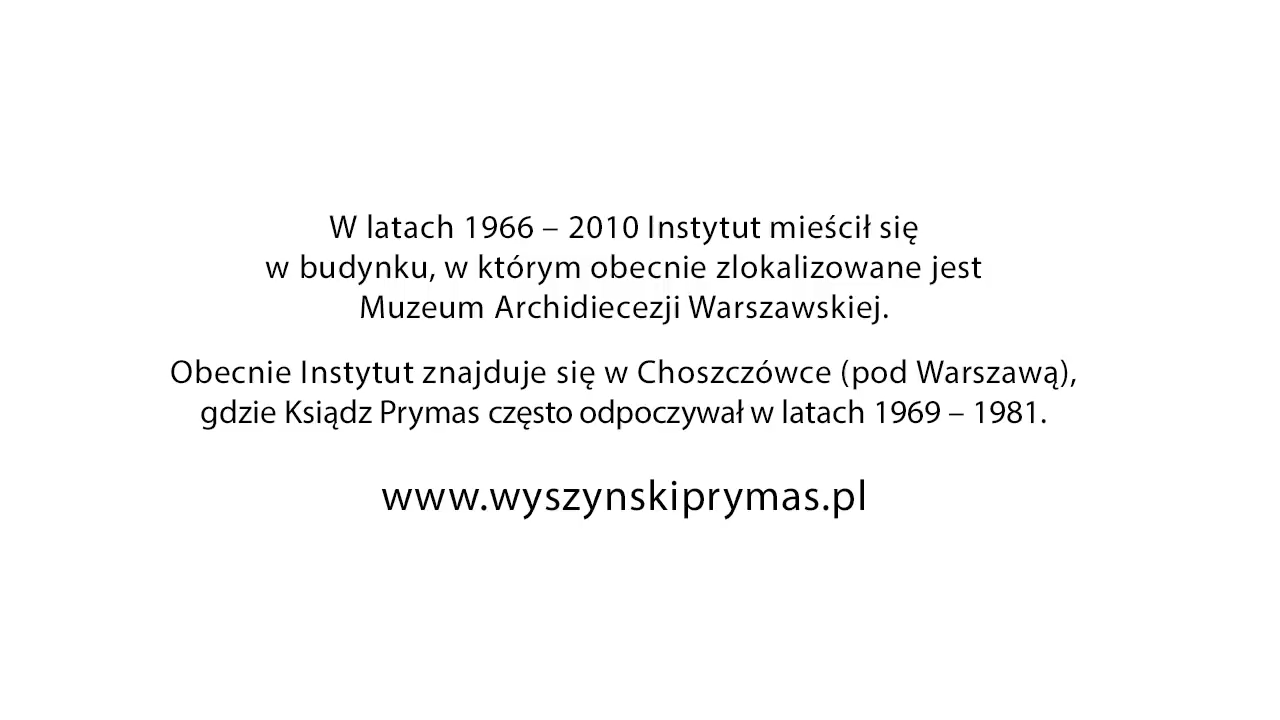 W latach 1966 – 2010 Instytut mieścił się
w budynku, w którym obecnie zlokalizowane jest
Muzeum Archidiecezji Warszawskiej.
Obecnie Instytut znajduje się w Choszczówce (pod Warszawą),
gdzie Ksiądz Prymas często odpoczywał w latach 1969 – 1981.
www.wyszynskiprymas.pl